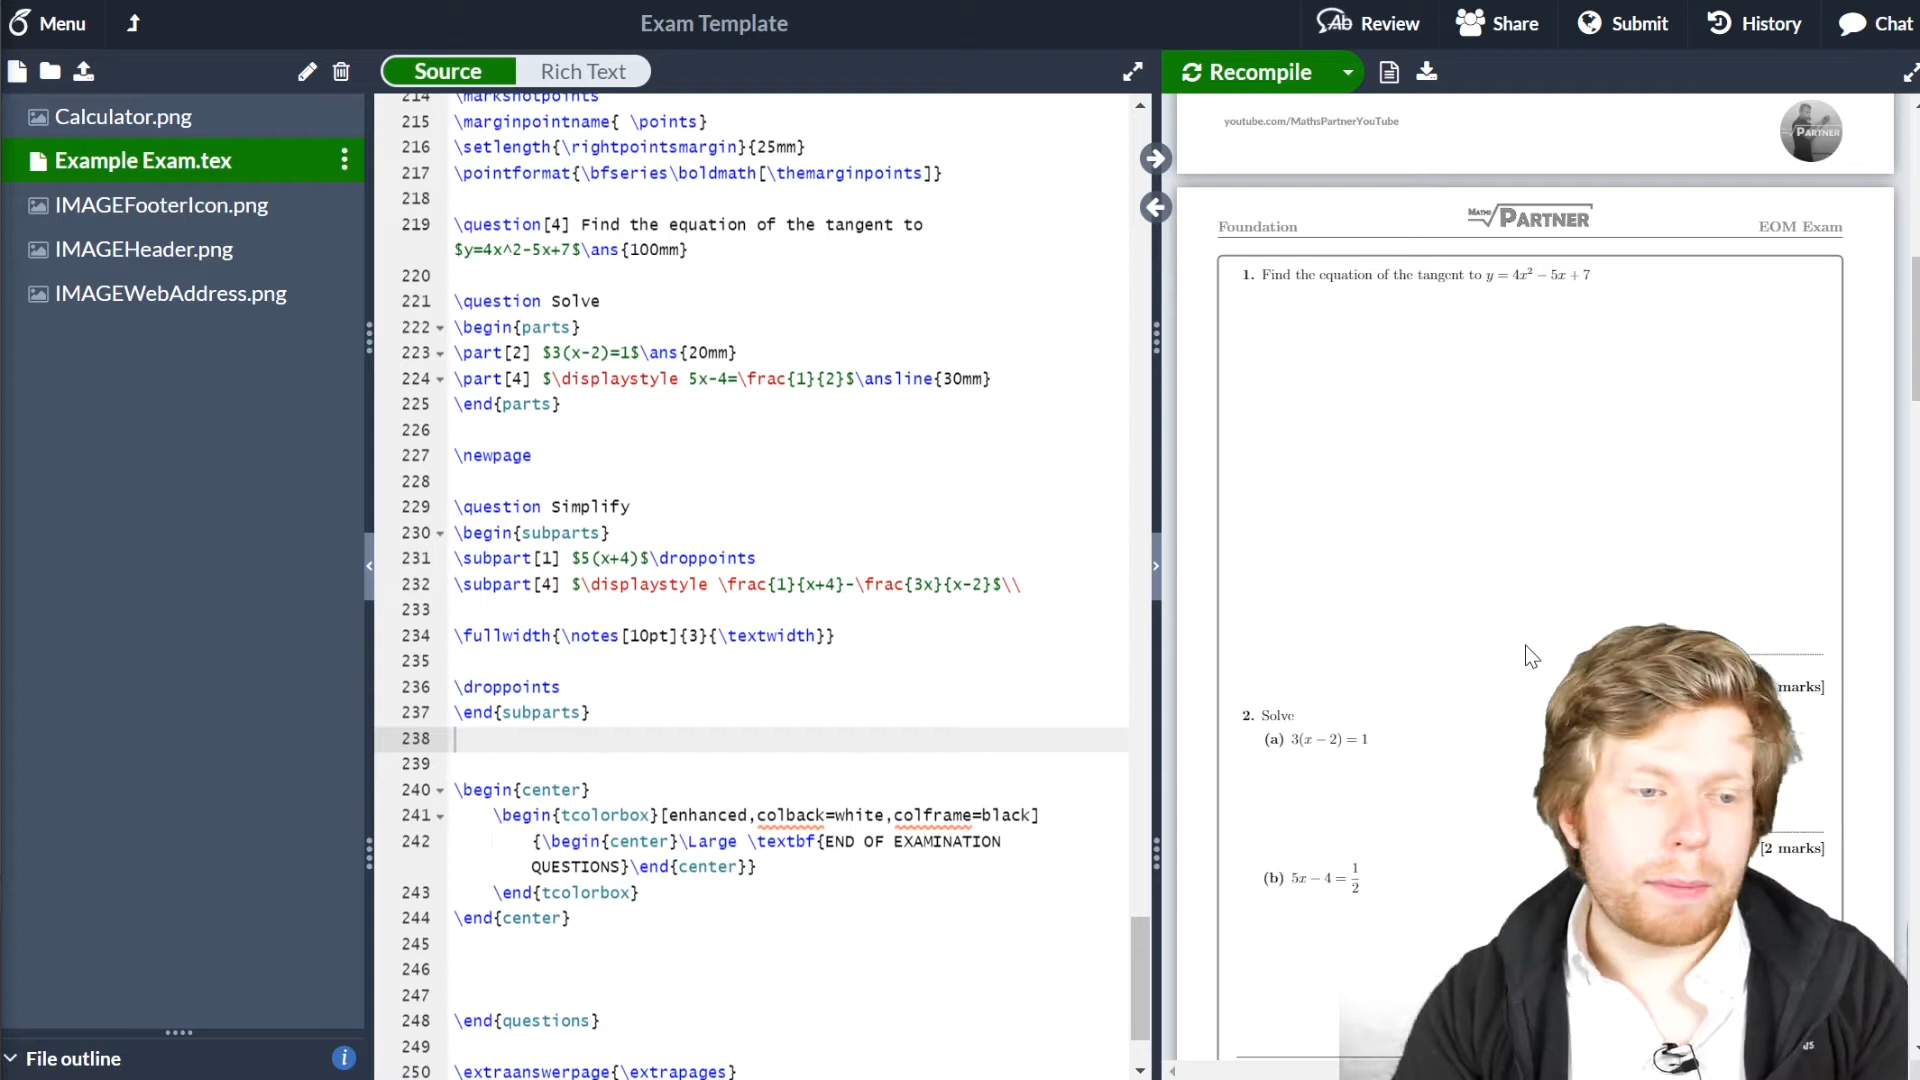 Menu
Exam Template
Review
Share
Submit
History
Chat
Source
Rich Text
Recompile
Calculator.png
Example Exam.tex
IMAGEFooterIcon.png
IMAGEHeader.png
IMAGEWebAddress.png
File outline
214 \marksnotpoints
215 \marginpointname{ \points}
216 \setlength{\rightpointsmargin}{25mm}
217 \pointformat{\bfseries\boldmath[\themarginpoints]}
218
219 \question[4] Find the equation of the tangent to
$y=4x^2-5x+7$\ans{100mm}
220
221 \question Solve
222 \begin{parts}
223 \part[2] $3(x-2)=1$\ans{20mm}
224 \part[4] $\displaystyle 5x-4=\frac{1}{2}$\ansline{30mm}
225 \end{parts}
226
227 \newpage
228
229 \question Simplify
230 \begin{subparts}
231 \subpart[1] $5(x+4)$\droppoints
232 \subpart[4] $\displaystyle \frac{1}{x+4}-\frac{3x}{x-2}$\\
233
234 \fullwidth{\notes[10pt]{3}{\textwidth}}
235
236 \droppoints
237 \end{subparts}
238
239
240 \begin{center}
241 \begin{tcolorbox}[enhanced,colback=white,colframe=black]
242 {\begin{center}\Large \textbf{END OF EXAMINATION
QUESTIONS}\end{center}}
243 \end{tcolorbox}
244 \end{center}
245
246
247
248 \end{questions}
249
250 \extraanswerpage{\extrapages}
youtube.com/MathsPartnerYouTube
PARTNER
Foundation
MATHS PARTNER
EOM Exam
1. Find the equation of the tangent to y = 4x² − 5x + 7
marks]
2. Solve
(a) 3(x − 2) = 1
[2 marks]
(b) 5x − 4 = 1/2